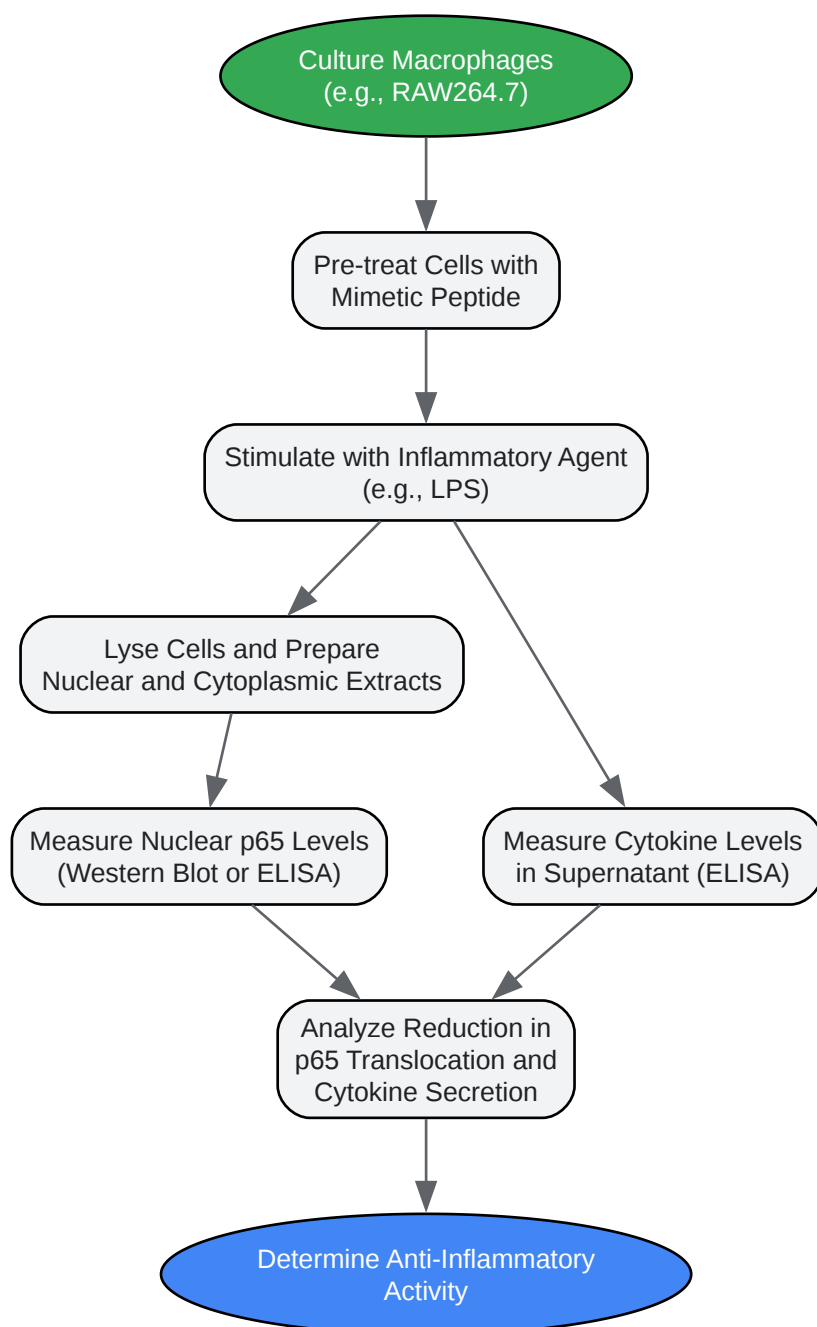 Culture Macrophages
(e.g., RAW264.7)
Pre-treat Cells with
Mimetic Peptide
Stimulate with Inflammatory Agent
(e.g., LPS)
Lyse Cells and Prepare
Nuclear and Cytoplasmic Extracts
Measure Nuclear p65 Levels
(Western Blot or ELISA)
Measure Cytokine Levels
in Supernatant (ELISA)
Analyze Reduction in
p65 Translocation and
Cytokine Secretion
Determine Anti-Inflammatory
Activity